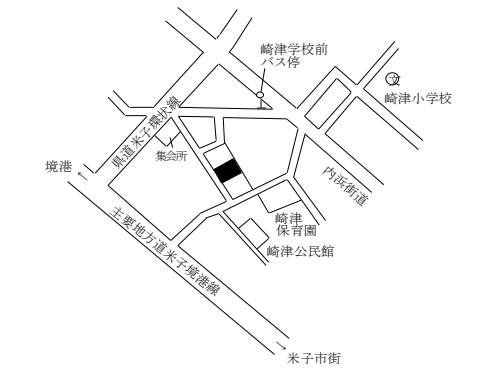 崎津学校前
バス停
文
崎津小学校
県道米子環状線
集会所
境港
内浜街道
崎津
保育園
主要地方道米子境港線
崎津公民館
米子市街